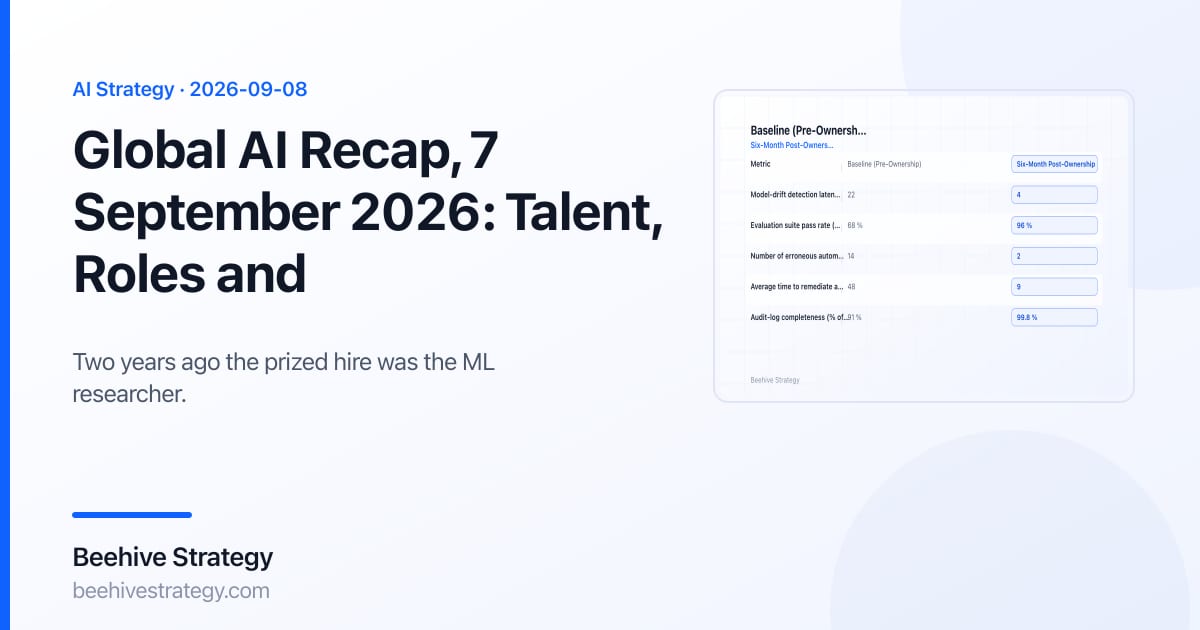 AI Strategy · 2026-09-08
Global AI Recap, 7
September 2026: Talent,
Roles and
Two years ago the prized hire was the ML
researcher.
Beehive Strategy
beehivestrategy.com
Baseline (Pre-Ownersh...
Six-Month Post-Owners...
Metric Baseline (Pre-Ownership) Six-Month Post-Ownership
Model-drift detection laten... 22 4
Evaluation suite pass rate (... 68 % 96 %
Number of erroneous autom... 14 2
Average time to remediate a... 48 9
Audit-log completeness (% of... 91 % 99.8 %
Beehive Strategy